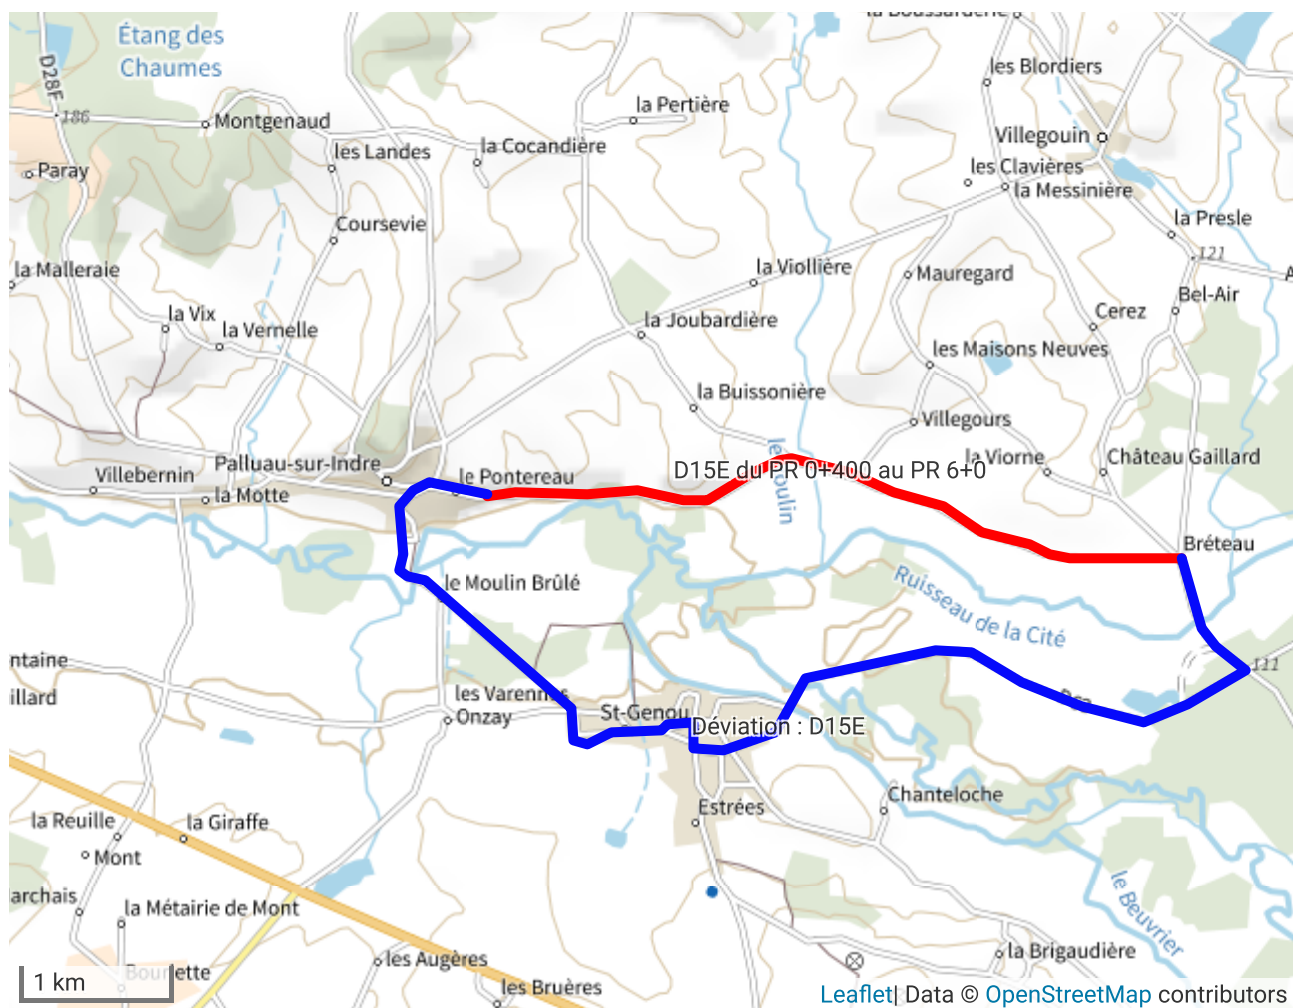 la Boussarderie
Étang des
Chaumes
D28F
les Blordiers
186
la Pertière
Montgenaud
Villegouin
la Cocandière
les Landes
Paray
les Clavières
la Messinière
Coursevie
la Presle
121
la Malleraie
la Viollière
Mauregard
Bel-Air
la Vix
la Vernelle
la Joubardière
Cerez
les Maisons Neuves
la Buissonière
Villegours
Palluau-sur-Indre
la Viorne
Château Gaillard
Villebernin
le Pontereau
D15E du PR 0+400 au PR 6+0
la Motte
Bréteau
le Moulin Brûlé
Ruisseau de la Cité
ntaine
111
illard
les Varennes
Onzay
St-Genou
Déviation : D15E
Estrées
Chanteloche
la Reuille
la Giraffe
Mont
archais
la Métairie de Mont
le Beuvrier
la Brigaudière
les Augères
les Bruères
1 km
Leaflet| Data © OpenStreetMap contributors